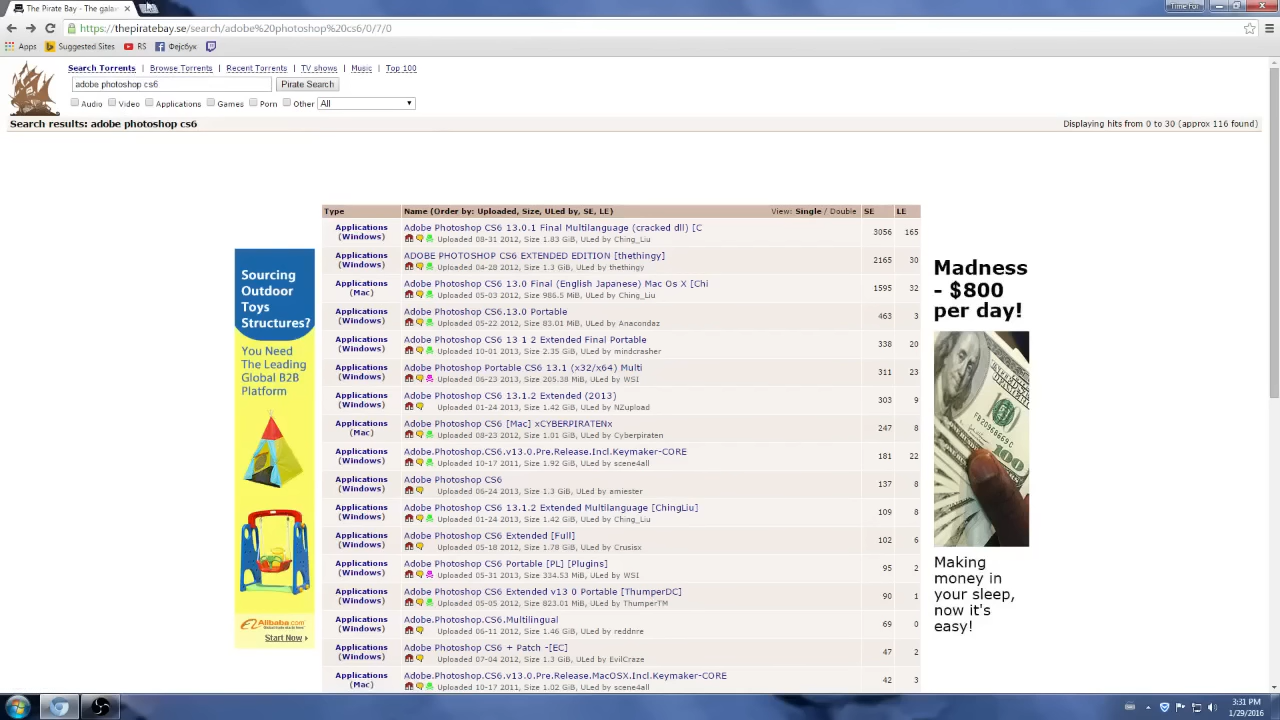 The Pirate Bay - The gala
Time For
https://thepiratebay.se/search/adobe%20photoshop%20cs6/0/7/0
Apps Suggested Sites RS Фејсбук
Search Torrents | Browse Torrents | Recent Torrents | TV shows | Music | Top 100
adobe photoshop cs6 Pirate Search
Audio Video Applications Games Porn Other All
Search results: adobe photoshop cs6 Displaying hits from 0 to 30 (approx 116 found)
Type Name (Order by: Uploaded, Size, ULed by, SE, LE) View: Single / Double SE LE
Applications (Windows) Adobe Photoshop CS6 13.0.1 Final Multilanguage (cracked dll) [C 3056 165
Uploaded 08-31 2012, Size 1.83 GiB, ULed by Ching_Liu
Applications (Windows) ADOBE PHOTOSHOP CS6 EXTENDED EDITION [thethingy] 2165 30
Uploaded 04-28 2012, Size 1.3 GiB, ULed by thethingy
Applications (Mac) Adobe Photoshop CS6 13.0 Final (English Japanese) Mac Os X [Chi 1595 32
Uploaded 05-03 2012, Size 986.5 MiB, ULed by Ching_Liu
Applications (Windows) Adobe Photoshop CS6.13.0 Portable 463 3
Uploaded 05-22 2012, Size 83.01 MiB, ULed by Anacondaz
Applications (Windows) Adobe Photoshop CS6 13 1 2 Extended Final Portable 338 20
Uploaded 10-01 2013, Size 2.35 GiB, ULed by mindcrasher
Applications (Windows) Adobe Photoshop Portable CS6 13.1 (x32/x64) Multi 311 23
Uploaded 06-23 2013, Size 205.38 MiB, ULed by WSI
Applications (Windows) Adobe Photoshop CS6 13.1.2 Extended (2013) 303 9
Uploaded 01-24 2013, Size 1.42 GiB, ULed by NZupload
Applications (Mac) Adobe Photoshop CS6 [Mac] xCYBERPIRATENx 247 8
Uploaded 08-23 2012, Size 1.01 GiB, ULed by Cyberpiraten
Applications (Windows) Adobe.Photoshop.CS6.v13.0.Pre.Release.Incl.Keymaker-CORE 181 22
Uploaded 10-17 2011, Size 1.92 GiB, ULed by scene4all
Applications (Windows) Adobe Photoshop CS6 137 8
Uploaded 06-24 2013, Size 1.3 GiB, ULed by amiester
Applications (Windows) Adobe Photoshop CS6 13.1.2 Extended Multilanguage [ChingLiu] 109 8
Uploaded 01-24 2013, Size 1.42 GiB, ULed by Ching_Liu
Applications (Windows) Adobe Photoshop CS6 Extended [Full] 102 6
Uploaded 05-18 2012, Size 1.78 GiB, ULed by Crusisx
Applications (Windows) Adobe Photoshop CS6 Portable [PL] [Plugins] 95 2
Uploaded 05-31 2013, Size 334.53 MiB, ULed by WSI
Applications (Windows) Adobe Photoshop CS6 Extended v13 0 Portable [ThumperDC] 90 1
Uploaded 05-05 2012, Size 823.01 MiB, ULed by ThumperTM
Applications (Windows) Adobe.Photoshop.CS6.Multilingual 69 0
Uploaded 06-11 2012, Size 1.46 GiB, ULed by reddnre
Applications (Windows) Adobe Photoshop CS6 + Patch -[EC] 47 2
Uploaded 07-04 2012, Size 1.3 GiB, ULed by EvilCraze
Applications (Mac) Adobe.Photoshop.CS6.v13.0.Pre.Release.MacOSX.Incl.Keymaker-CORE 42 3
Uploaded 10-17 2011, Size 1.02 GiB, ULed by scene4all
Sourcing
Outdoor
Toys
Structures?
You Need
The Leading
Global B2B
Platform
Alibaba.com
Start Now
Madness
- $800
per day!
Making
money in
your sleep,
now it's
easy!
3:31 PM
1/29/2016